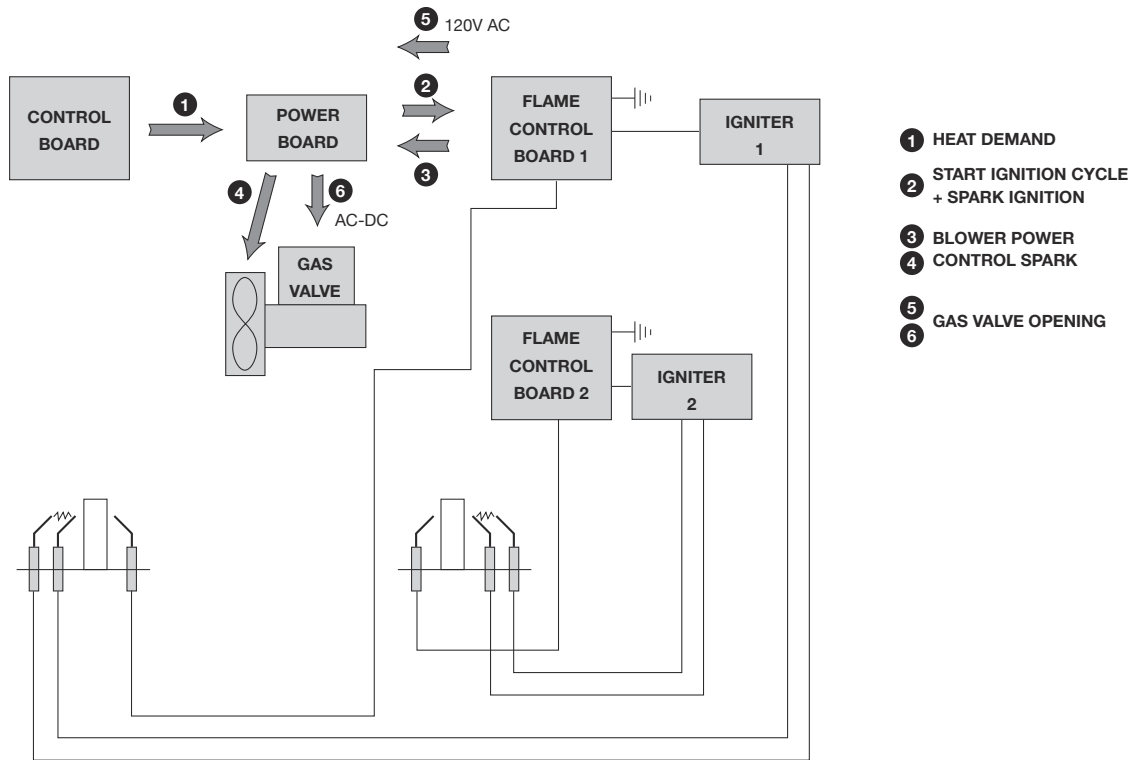 5 120V AC
CONTROL
BOARD
1
POWER
BOARD
2
3
FLAME
CONTROL
BOARD 1
IGNITER
1
4
6
AC-DC
GAS
VALVE
FLAME
CONTROL
BOARD 2
IGNITER
2
1 HEAT DEMAND
2 START IGNITION CYCLE
+ SPARK IGNITION
3 BLOWER POWER
4 CONTROL SPARK
5
GAS VALVE OPENING
6